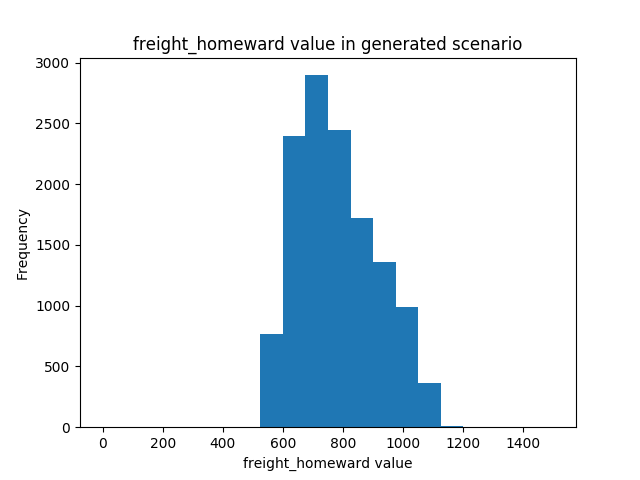 freight_homeward value in generated scenario
3000
2500
2000
1500
1000
500
0
Frequency
0 200 400 600 800 1000 1200 1400
freight_homeward value